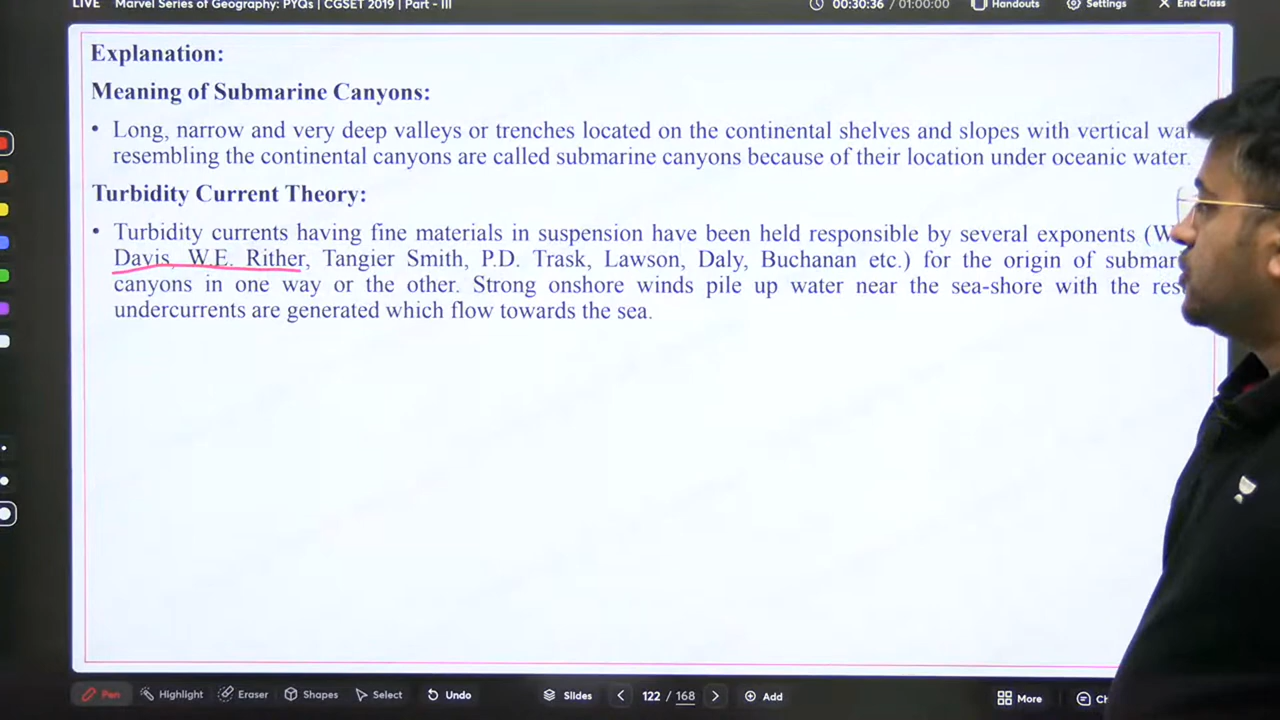 LIVE Marvel Series of Geography: PYQs | CGSET 2019 | Part - III 00:30:36 / 01:00:00 Handouts Settings End Class
Explanation:
Meaning of Submarine Canyons:
• Long, narrow and very deep valleys or trenches located on the continental shelves and slopes with vertical
resembling the continental canyons are called submarine canyons because of their location under oceanic water.
Turbidity Current Theory:
• Turbidity currents having fine materials in suspension have been held responsible by several exponents
Davis, W.E. Rither, Tangier Smith, P.D. Trask, Lawson, Daly, Buchanan etc.) for the origin of
canyons in one way or the other. Strong onshore winds pile up water near the sea-shore with the
undercurrents are generated which flow towards the sea.
Pen Highlight Eraser Shapes Select Undo Slides 122 / 168 Add More